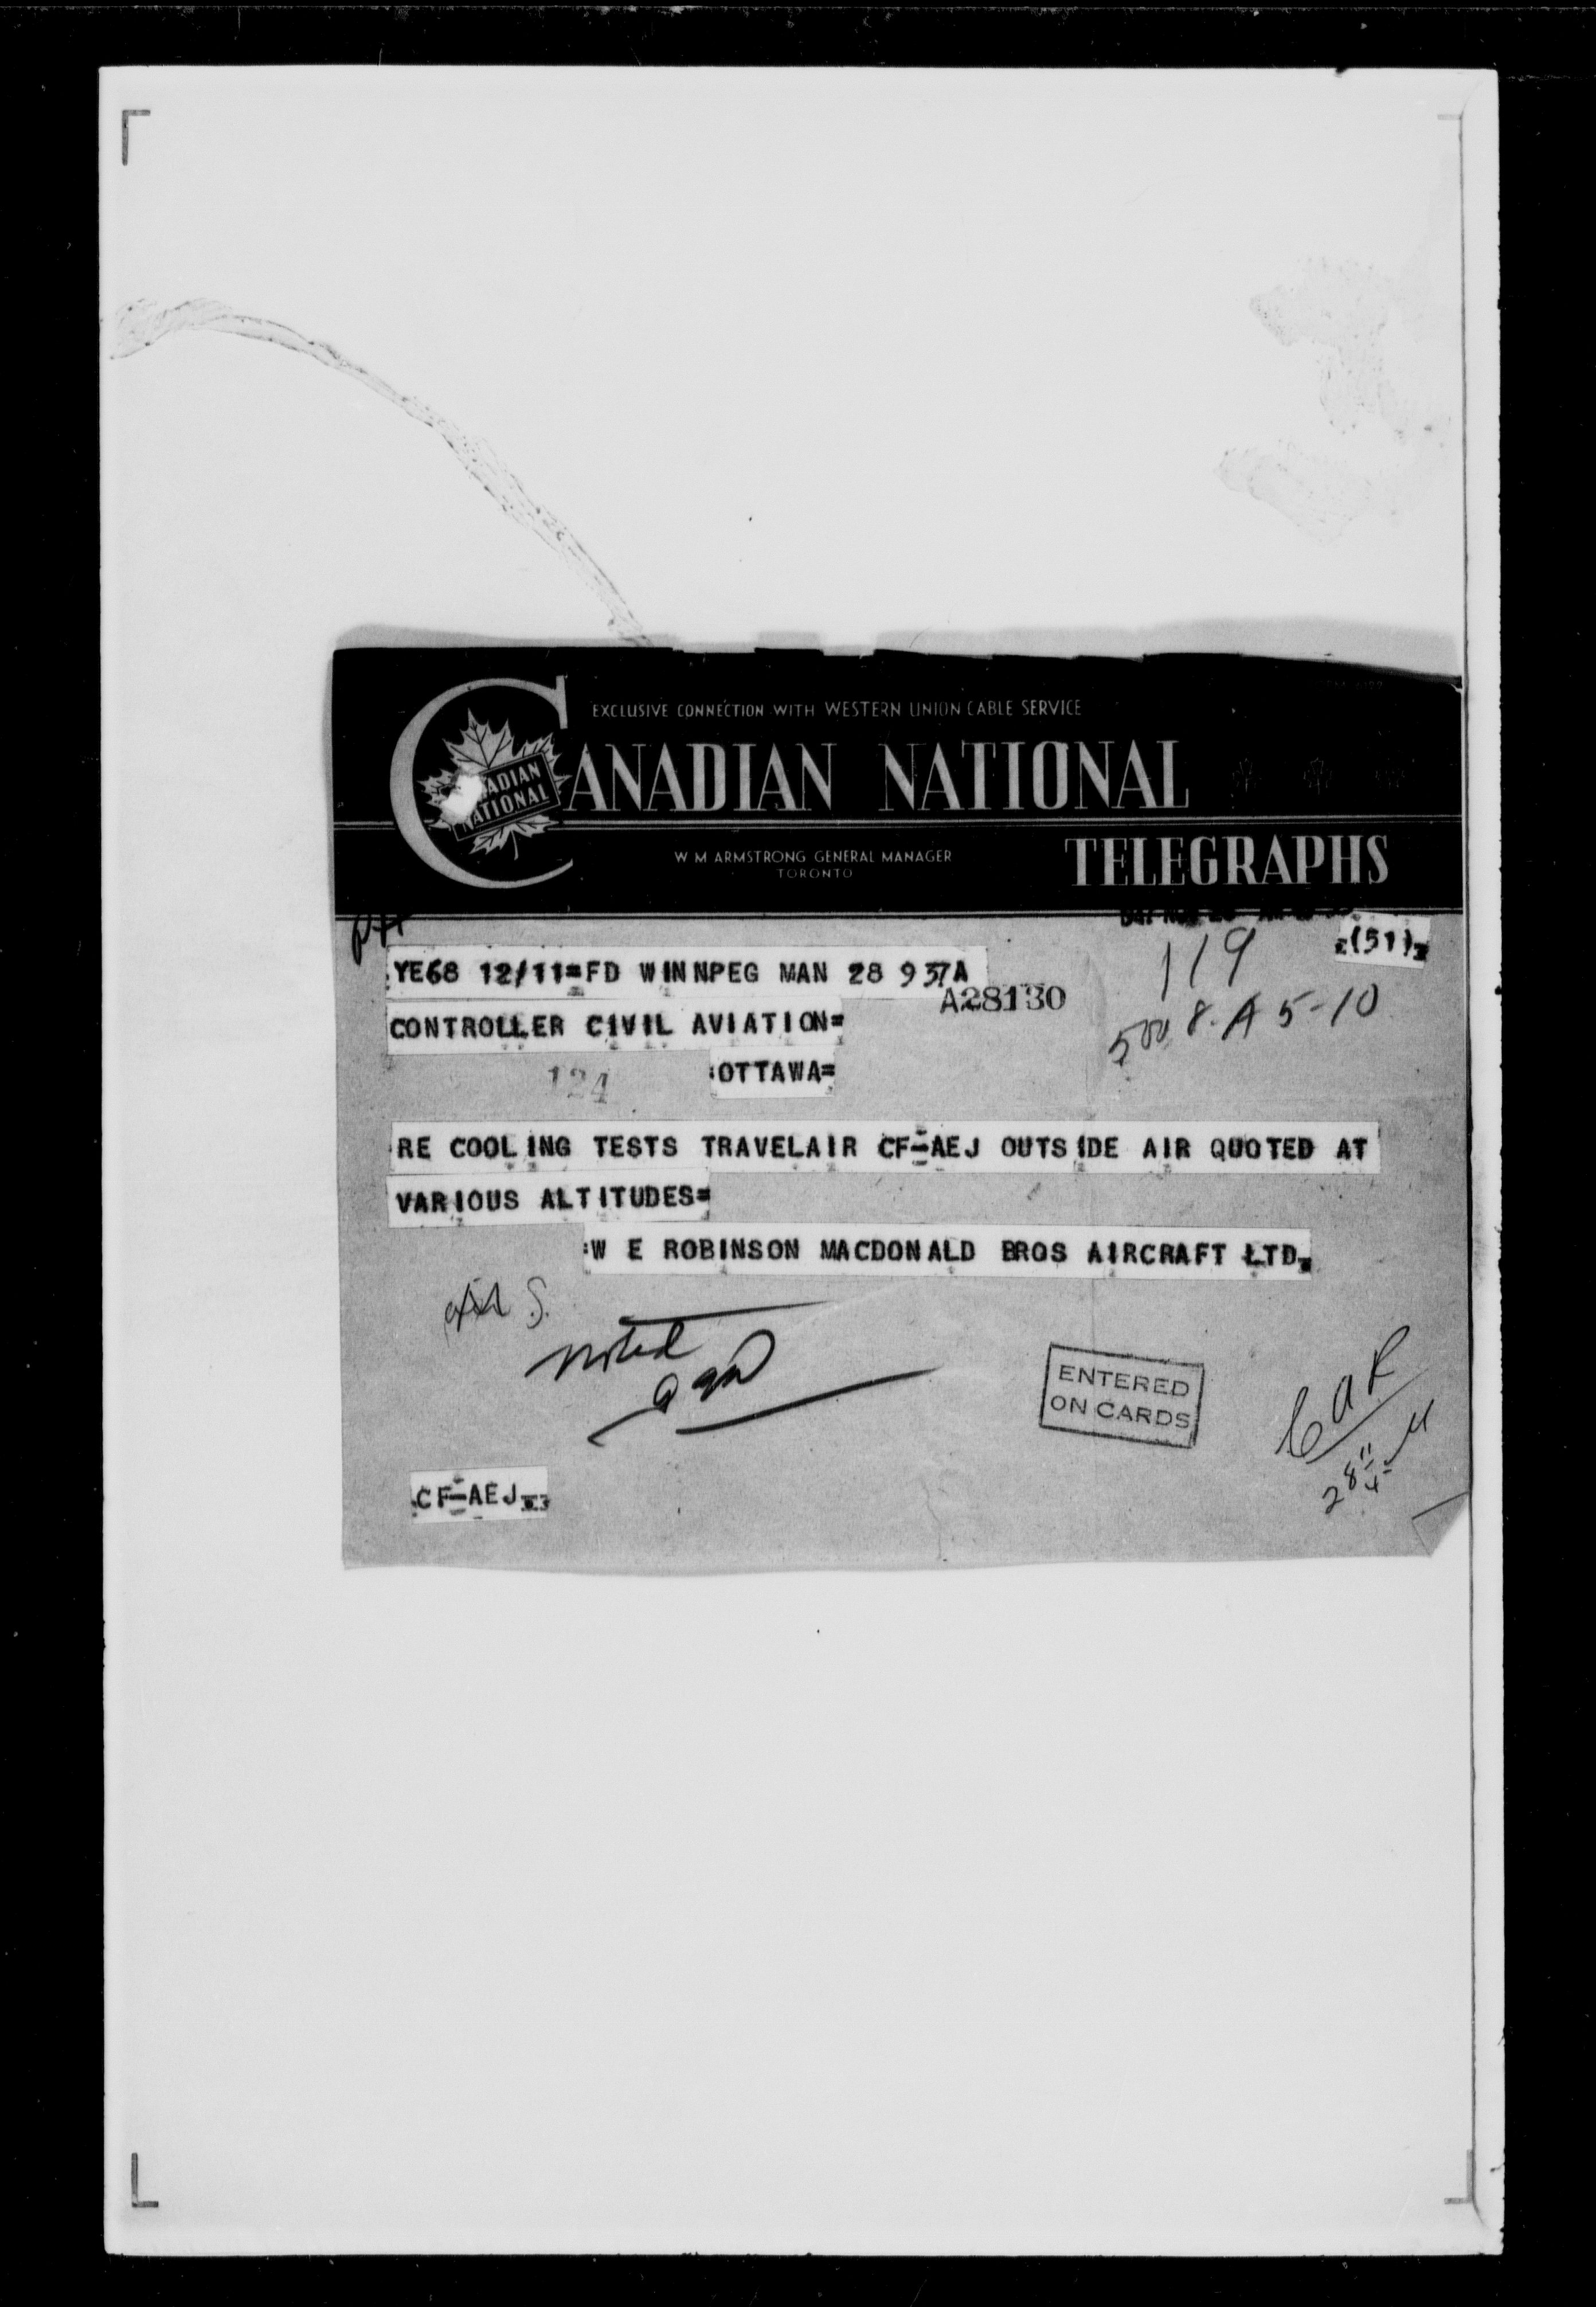 EXCLUSIVE CONNECTION WITH WESTERN UNION CABLE SERVICE
CANADIAN NATIONAL
TELEGRAPHS
W M ARMSTRONG GENERAL MANAGER
TORONTO
(51)
119
YE68 12/11=FD WINNPEG MAN 28 937A
A28130
5008-A5-10
CONTROLLER CIVIL AVIATION=
124
:OTTAWA=
RE COOLING TESTS TRAVELAIR CF-AEJ OUTSIDE AIR QUOTED AT
VARIOUS ALTITUDES=
:W E ROBINSON MACDONALD BROS AIRCRAFT LTD.
noted
ENTERED
ON CARDS
CF-AEJ